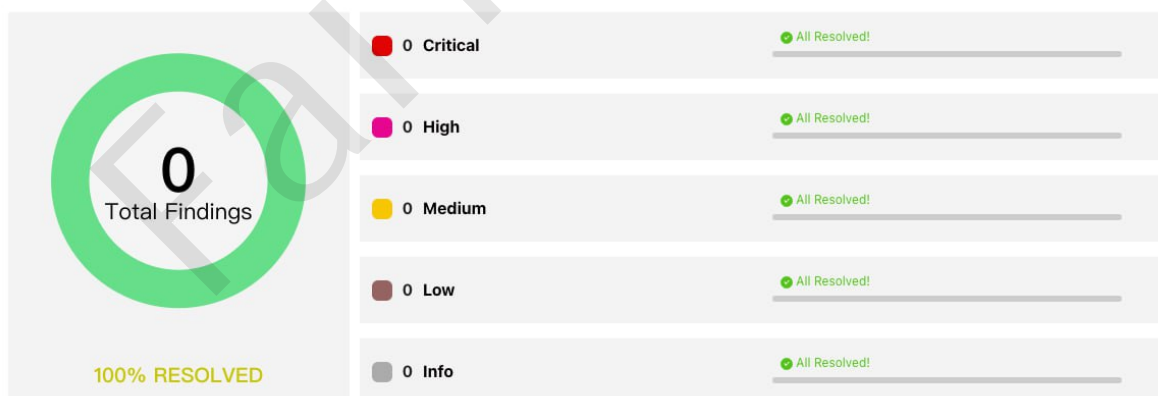 0
Total Findings
100% RESOLVED
0 Critical
All Resolved!
0 High
All Resolved!
0 Medium
All Resolved!
0 Low
All Resolved!
0 Info
All Resolved!